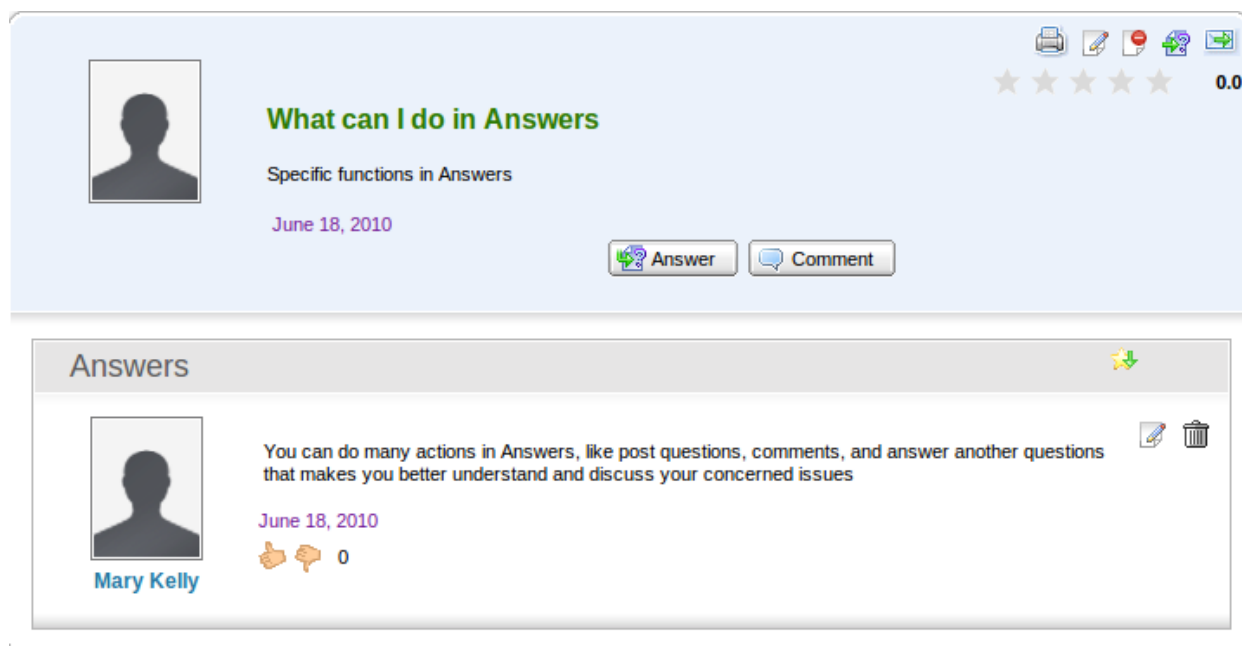 0.0
What can I do in Answers
Specific functions in Answers
June 18, 2010
Answer Comment
Answers
You can do many actions in Answers, like post questions, comments, and answer another questions
that makes you better understand and discuss your concerned issues
June 18, 2010
0
Mary Kelly